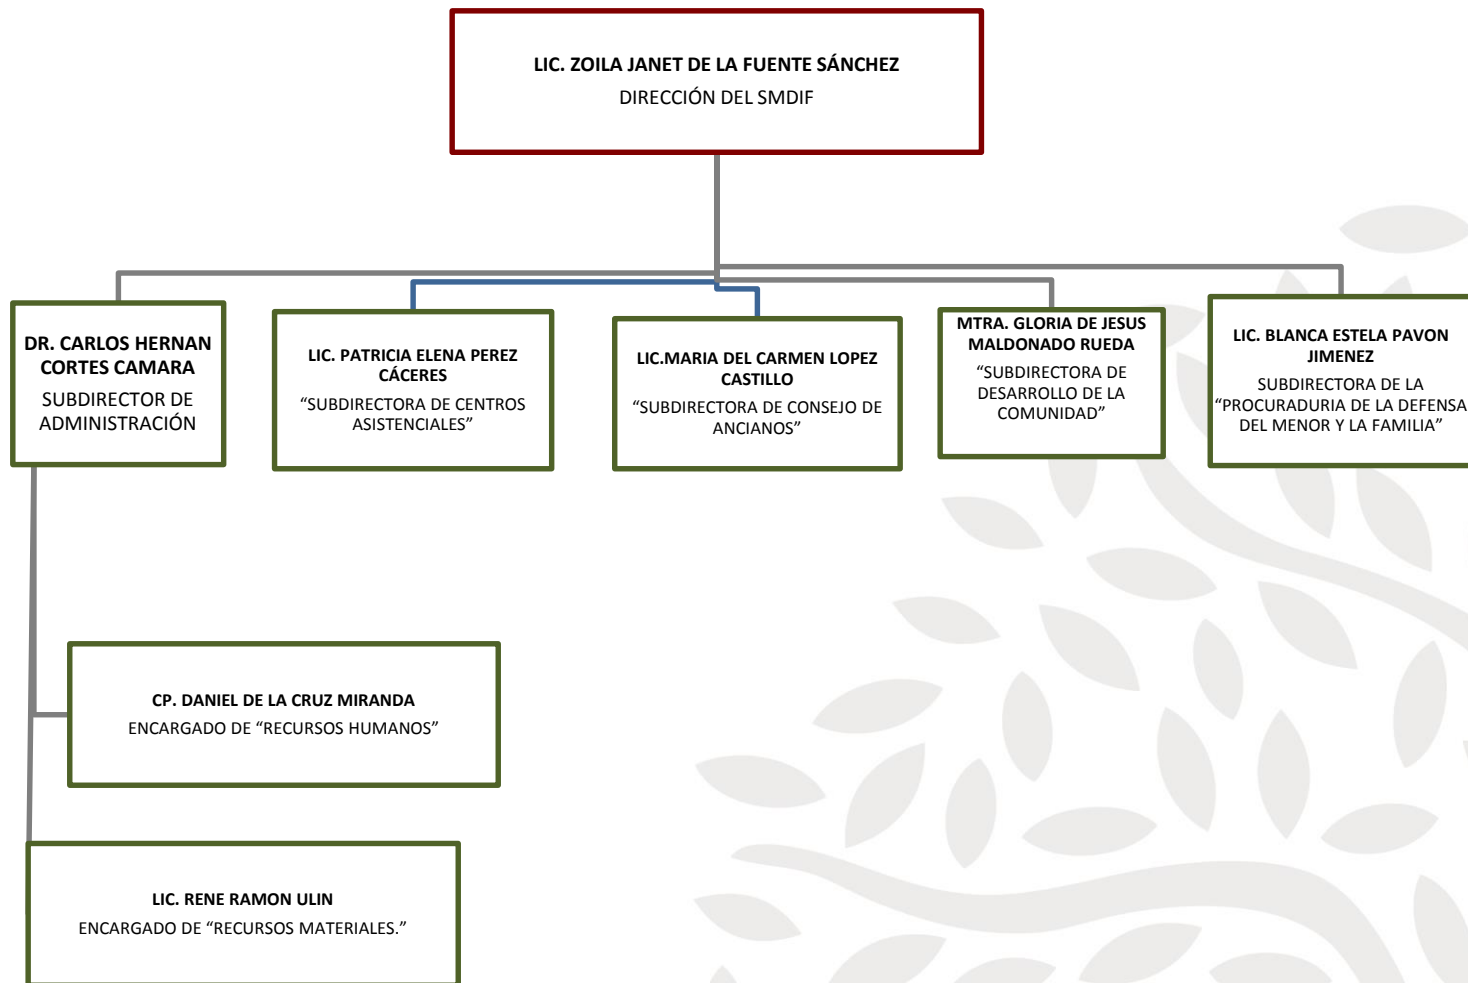 LIC. ZOILA JANET DE LA FUENTE SÁNCHEZ
DIRECCIÓN DEL SMDIF
DR. CARLOS HERNAN
CORTES CAMARA
SUBDIRECTOR DE
ADMINISTRACIÓN
LIC. PATRICIA ELENA PEREZ
CÁCERES
“SUBDIRECTORA DE CENTROS
ASISTENCIALES”
LIC.MARIA DEL CARMEN LOPEZ
CASTILLO
“SUBDIRECTORA DE CONSEJO DE
ANCIANOS”
MTRA. GLORIA DE JESUS
MALDONADO RUEDA
“SUBDIRECTORA DE
DESARROLLO DE LA
COMUNIDAD”
LIC. BLANCA ESTELA PAVON
JIMENEZ
SUBDIRECTORA DE LA
“PROCURADURIA DE LA DEFENSA
DEL MENOR Y LA FAMILIA”
CP. DANIEL DE LA CRUZ MIRANDA
ENCARGADO DE “RECURSOS HUMANOS”
LIC. RENE RAMON ULIN
ENCARGADO DE “RECURSOS MATERIALES.”